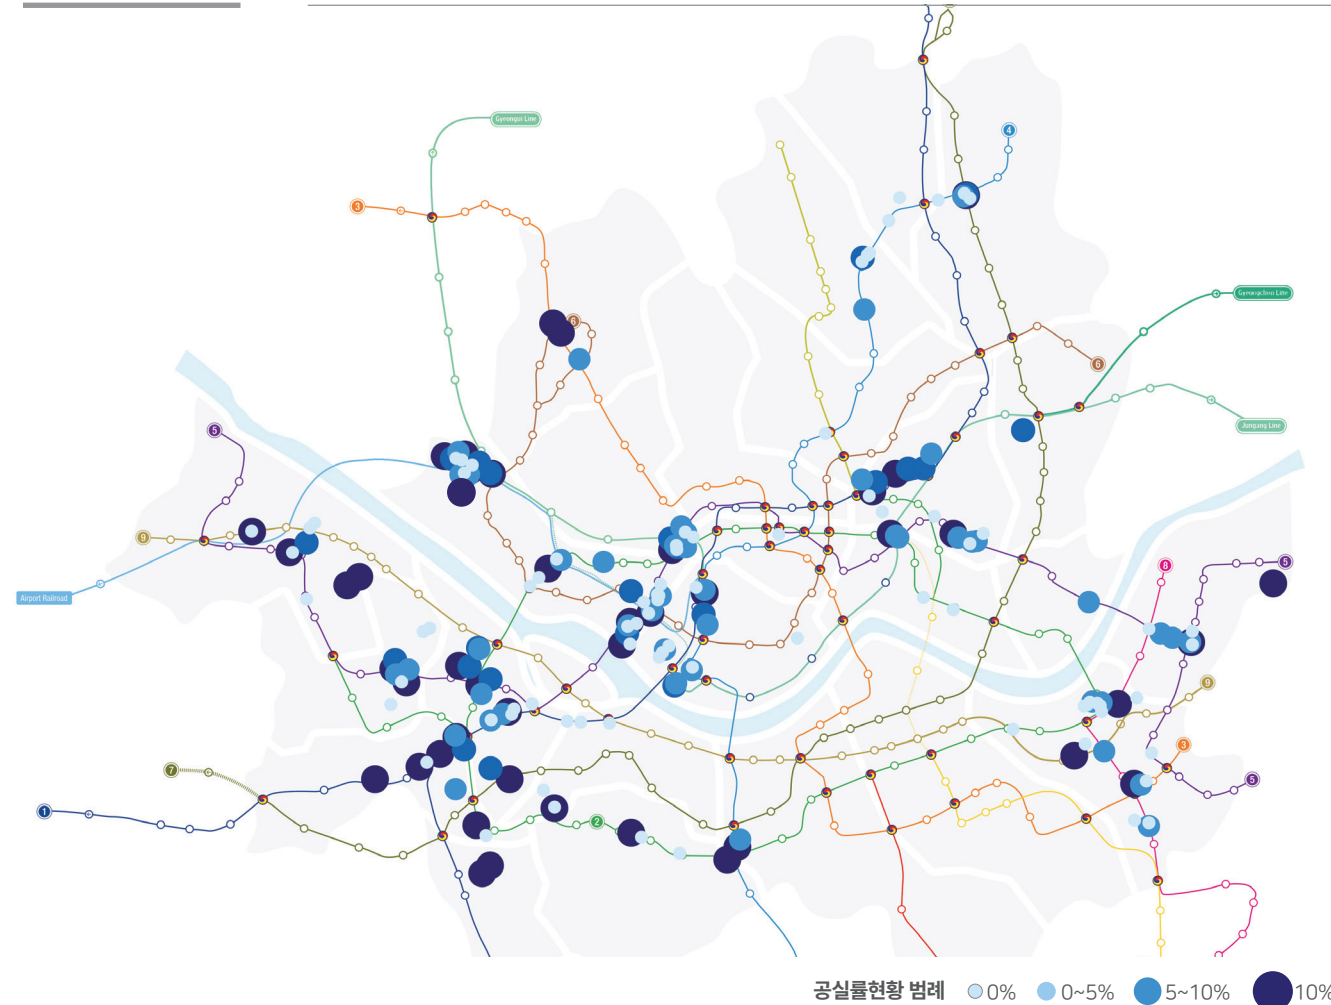 Gyeongui Line
4
3
Gyeongchun Line
6
6
5
Jungang Line
9
5
8
Airport Railroad
9
3
7
5
1
2
공실률현황 범례 0% 0~5% 5~10% 10%